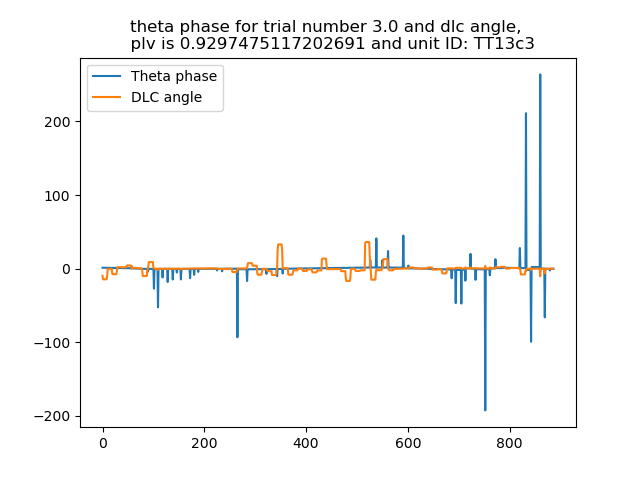 theta phase for trial number 3.0 and dlc angle,
plv is 0.9297475117202691 and unit ID: TT13c3
Theta phase
DLC angle
200
100
0
−100
−200
0
200
400
600
800